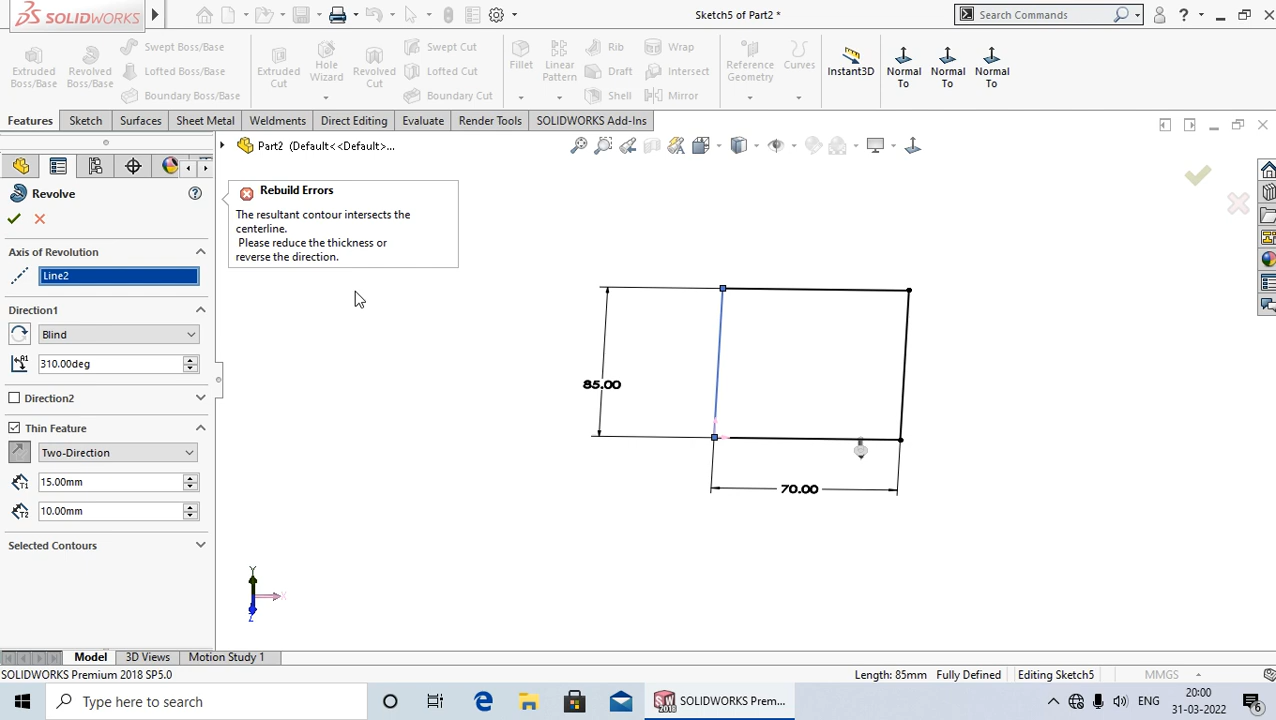 SOLIDWORKS
Sketch5 of Part2 *
Search Commands
Extruded Boss/Base
Revolved Boss/Base
Swept Boss/Base
Lofted Boss/Base
Boundary Boss/Base
Extruded Cut
Hole Wizard
Revolved Cut
Swept Cut
Lofted Cut
Boundary Cut
Fillet
Linear Pattern
Rib
Draft
Shell
Wrap
Intersect
Mirror
Reference Geometry
Curves
Instant3D
Normal To
Normal To
Normal To
Features Sketch Surfaces Sheet Metal Weldments Direct Editing Evaluate Render Tools SOLIDWORKS Add-Ins
Part2 (Default<<Default>...
Revolve
Axis of Revolution
Line2
Direction1
Blind
310.00deg
Direction2
Thin Feature
Two-Direction
15.00mm
10.00mm
Selected Contours
Rebuild Errors
The resultant contour intersects the
centerline.
Please reduce the thickness or
reverse the direction.
85.00
70.00
Y
X
Z
Model 3D Views Motion Study 1
SOLIDWORKS Premium 2018 SP5.0
Length: 85mm Fully Defined Editing Sketch5 MMGS
Type here to search
SOLIDWORKS Prem...
ENG
20:00
31-03-2022
6